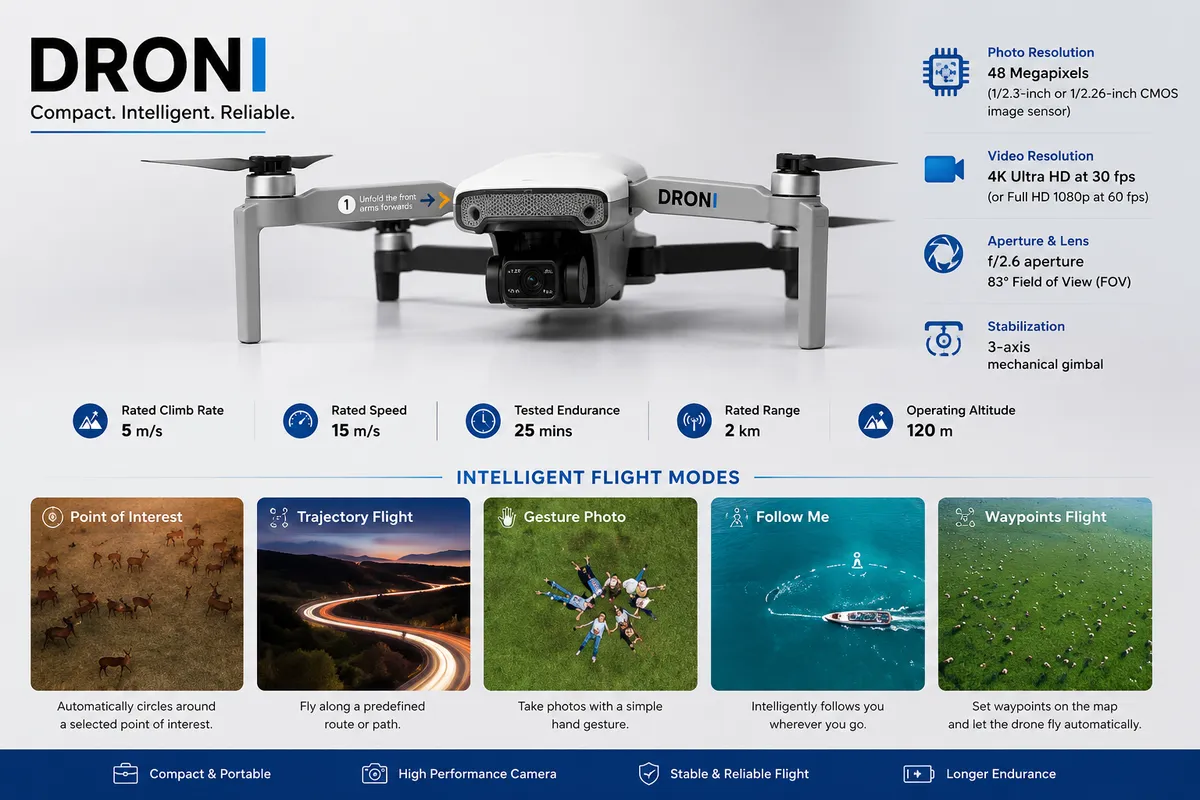 DRONI
Compact. Intelligent. Reliable.
1
Unfold the front
arms forwards
DRONI
Photo Resolution
48 Megapixels
(1/2.3-inch or 1/2.26-inch CMOS
image sensor)
Video Resolution
4K Ultra HD at 30 fps
(or Full HD 1080p at 60 fps)
Aperture & Lens
f/2.6 aperture
83° Field of View (FOV)
Stabilization
3-axis
mechanical gimbal
Rated Climb Rate
5 m/s
Rated Speed
15 m/s
Tested Endurance
25 mins
Rated Range
2 km
Operating Altitude
120 m
INTELLIGENT FLIGHT MODES
Point of Interest
Automatically circles around
a selected point of interest.
Trajectory Flight
Fly along a predefined
route or path.
Gesture Photo
Take photos with a simple
hand gesture.
Follow Me
Intelligently follows you
wherever you go.
Waypoints Flight
Set waypoints on the map
and let the drone fly automatically.
Compact & Portable
High Performance Camera
Stable & Reliable Flight
Longer Endurance